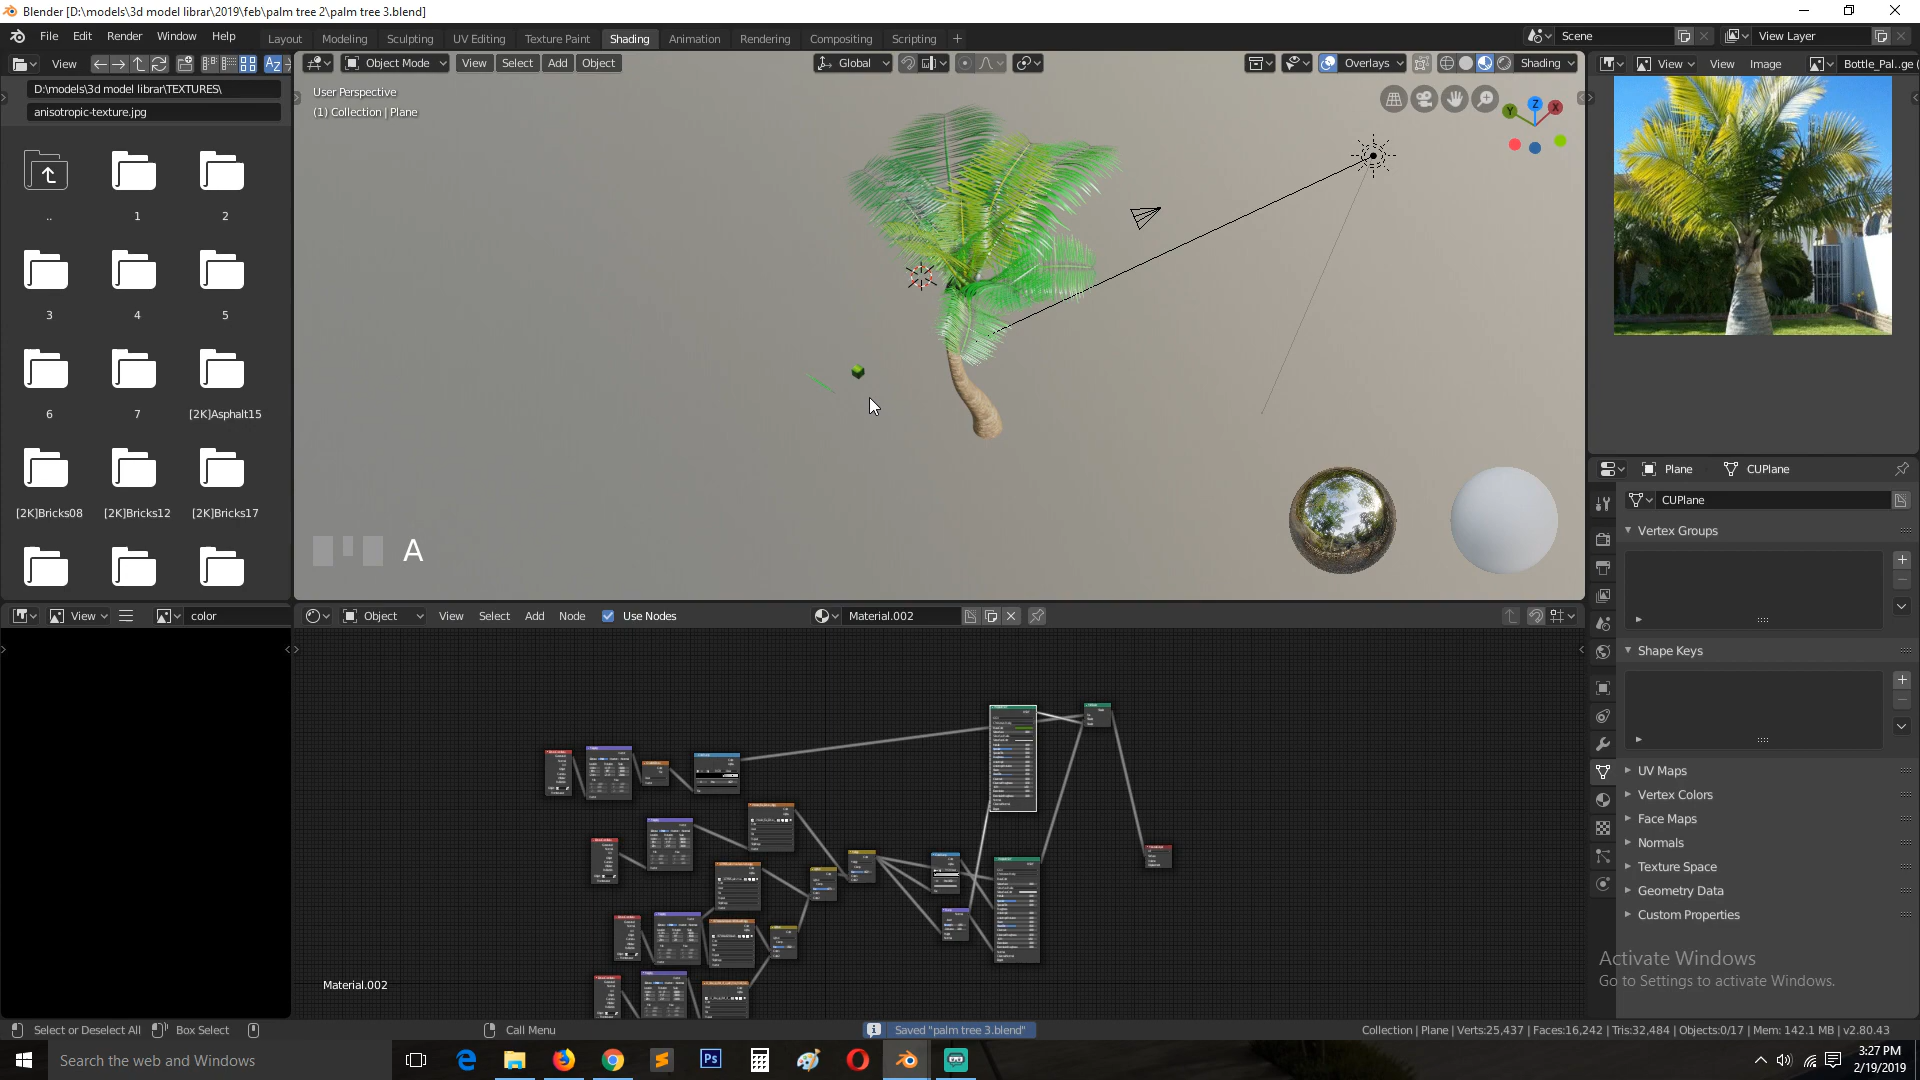 Blender [D:\models\3d model librar\2019\feb\palm tree 2\palm tree 3.blend]
File Edit Render Window Help
Layout Modeling Sculpting UV Editing Texture Paint Shading Animation Rendering Compositing Scripting +
Scene
View Layer
View
Object Mode View Select Add Object
Global
Overlays
Shading
View View Image Bottle_Pal..ge (
D:\models\3d model librar\TEXTURES\
anisotropic-texture.jpg
User Perspective
(1) Collection | Plane
Z
Y
X
.. 1 2
3 4 5
6 7 [2K]Asphalt15
[2K]Bricks08 [2K]Bricks12 [2K]Bricks17
A
Plane CUPlane
CUPlane
Vertex Groups
Shape Keys
UV Maps
Vertex Colors
Face Maps
Normals
Texture Space
Geometry Data
Custom Properties
View color
Object View Select Add Node Use Nodes Material.002
Material.002
Activate Windows
Go to Settings to activate Windows.
Select or Deselect All Box Select Call Menu
Saved "palm tree 3.blend"
Collection | Plane | Verts:25,437 | Faces:16,242 | Tris:32,484 | Objects:0/17 | Mem: 142.1 MB | v2.80.43
Search the web and Windows
Ps
3:27 PM
2/19/2019